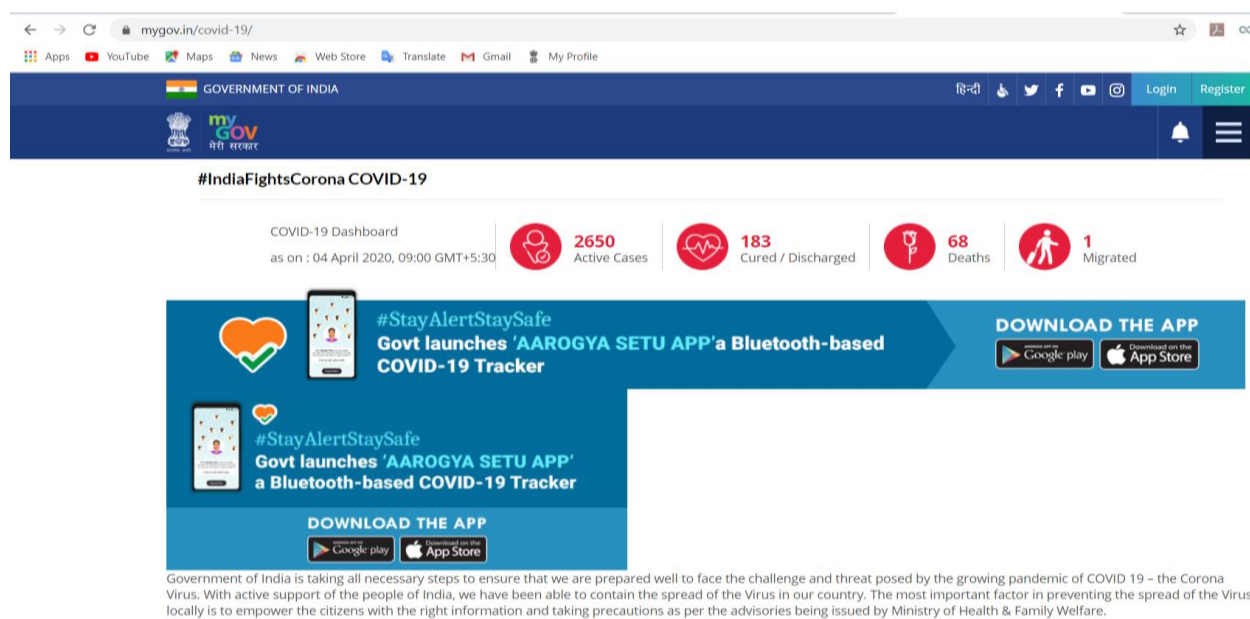 mygov.in/covid-19/
Apps YouTube Maps News Web Store Translate Gmail My Profile
GOVERNMENT OF INDIA हिन्दी Login Register
my
GOV
मेरी सरकार
#IndiaFightsCorona COVID-19
COVID-19 Dashboard
as on : 04 April 2020, 09:00 GMT+5:30
2650
Active Cases
183
Cured / Discharged
68
Deaths
1
Migrated
#StayAlertStaySafe
Govt launches 'AAROGYA SETU APP'a Bluetooth-based
COVID-19 Tracker
DOWNLOAD THE APP
Google play
Download on the
App Store
#StayAlertStaySafe
Govt launches 'AAROGYA SETU APP'
a Bluetooth-based COVID-19 Tracker
DOWNLOAD THE APP
Google play
Download on the
App Store
Government of India is taking all necessary steps to ensure that we are prepared well to face the challenge and threat posed by the growing pandemic of COVID 19 – the Corona
Virus. With active support of the people of India, we have been able to contain the spread of the Virus in our country. The most important factor in preventing the spread of the Virus
locally is to empower the citizens with the right information and taking precautions as per the advisories being issued by Ministry of Health & Family Welfare.